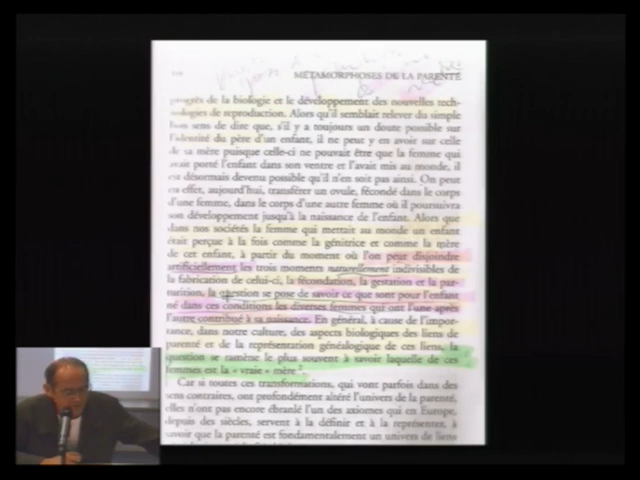 MÉTAMORPHOSES DE LA PARENTÉ
progrès de la biologie et le développement des nouvelles tech-
nologies de reproduction. Alors qu'il semblait relever du simple
bon sens de dire que, s'il y a toujours un doute possible sur
l'identité du père d'un enfant, il ne peut y en avoir sur celle
de sa mère puisque celle-ci ne pouvait être que la femme qui
avait porté l'enfant dans son ventre et l'avait mis au monde, il
est désormais devenu possible qu'il n'en soit pas ainsi. On peut
en effet, aujourd'hui, transférer un ovule, fécondé dans le corps
d'une femme, dans le corps d'une autre femme où il poursuivra
son développement jusqu'à la naissance de l'enfant. Alors que
dans nos sociétés la femme qui mettait au monde un enfant
était perçue à la fois comme la génitrice et comme la mère
de cet enfant, à partir du moment où l'on peut disjoindre
artificiellement les trois moments naturellement indivisibles de
la fabrication de celui-ci, la fécondation, la gestation et la par-
turition, la question se pose de savoir ce que sont pour l'enfant
né dans ces conditions les diverses femmes qui ont l'une après
l'autre contribué à sa naissance. En général, à cause de l'impor-
tance, dans notre culture, des aspects biologiques des liens de
parenté et de la représentation généalogique de ces liens, la
question se ramène le plus souvent à savoir laquelle de ces
femmes est la « vraie » mère².
Car si toutes ces transformations, qui vont parfois dans des
sens contraires, ont profondément altéré l'univers de la parenté,
elles n'ont pas encore ébranlé l'un des axiomes qui en Europe,
depuis des siècles, servent à la définir et à la représenter, à
savoir que la parenté est fondamentalement un univers de liens